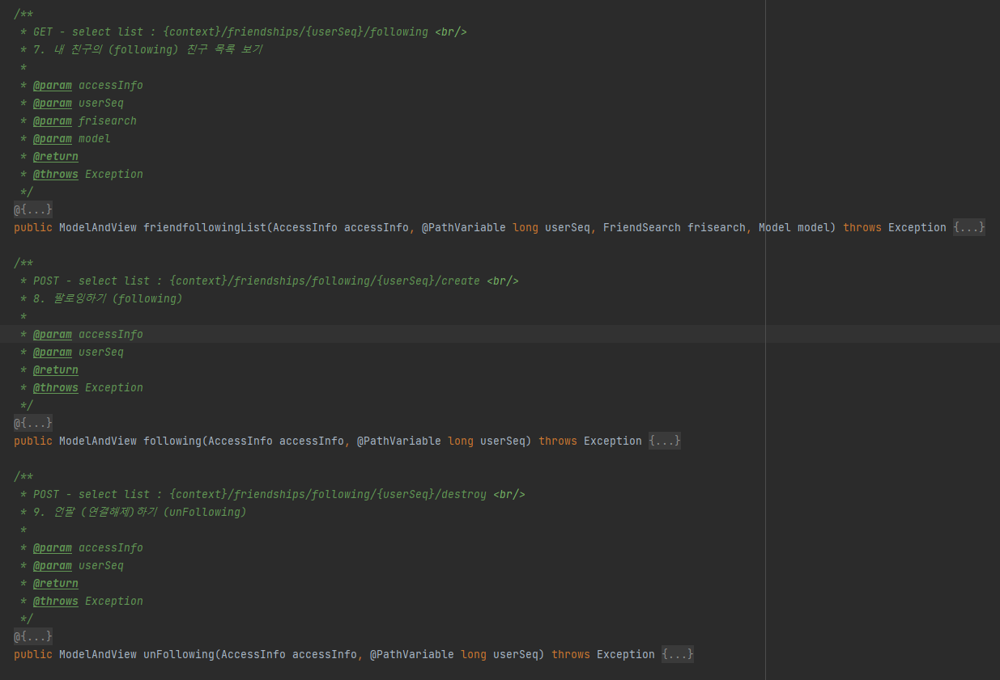 /**
 * GET - select list : {context}/friendships/{userSeq}/following <br/>
 * 7. 내 친구의 (following) 친구 목록 보기
 *
 * @param accessInfo
 * @param userSeq
 * @param frisearch
 * @param model
 * @return
 * @throws Exception
 */
@{...}
public ModelAndView friendfollowingList(AccessInfo accessInfo, @PathVariable long userSeq, FriendSearch frisearch, Model model) throws Exception {...}
/**
 * POST - select list : {context}/friendships/following/{userSeq}/create <br/>
 * 8. 팔로잉하기 (following)
 *
 * @param accessInfo
 * @param userSeq
 * @return
 * @throws Exception
 */
@{...}
public ModelAndView following(AccessInfo accessInfo, @PathVariable long userSeq) throws Exception {...}
/**
 * POST - select list : {context}/friendships/following/{userSeq}/destroy <br/>
 * 9. 언팔 (연결해제)하기 (unFollowing)
 *
 * @param accessInfo
 * @param userSeq
 * @return
 * @throws Exception
 */
@{...}
public ModelAndView unFollowing(AccessInfo accessInfo, @PathVariable long userSeq) throws Exception {...}